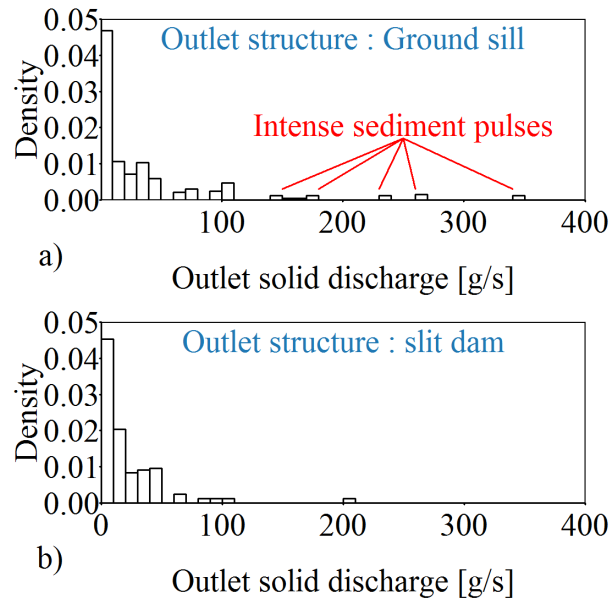 0.05
0.04
0.03
0.02
0.01
0.00
Density
Outlet structure : Ground sill
Intense sediment pulses
100 200 300 400
a)
Outlet solid discharge [g/s]
0.05
0.04
0.03
0.02
0.01
0.00
Density
Outlet structure : slit dam
0 100 200 300 400
b)
Outlet solid discharge [g/s]